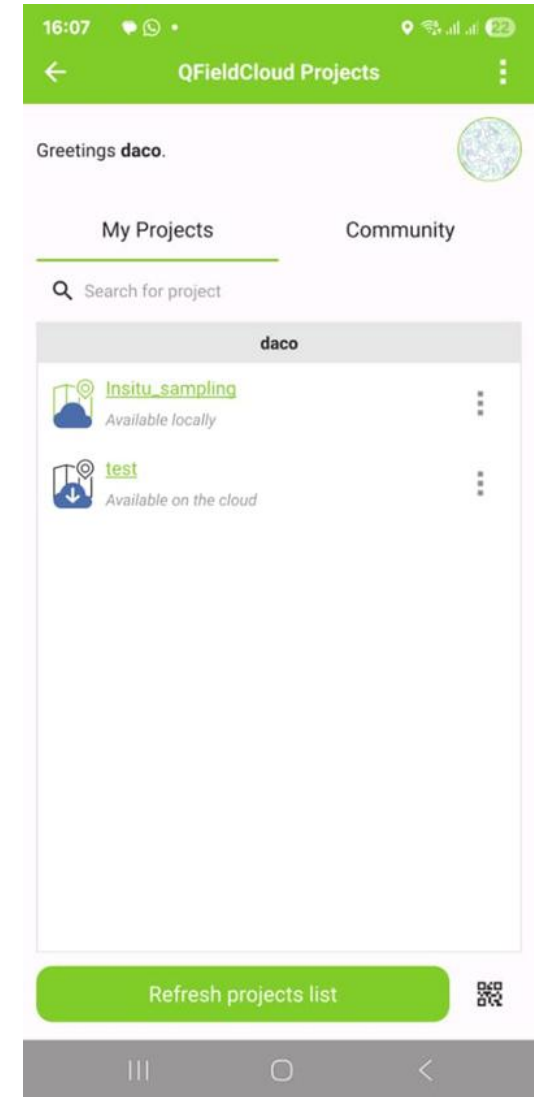 16:07
22
QFieldCloud Projects
Greetings daco.
My Projects
Community
Search for project
daco
Insitu_sampling
Available locally
test
Available on the cloud
Refresh projects list